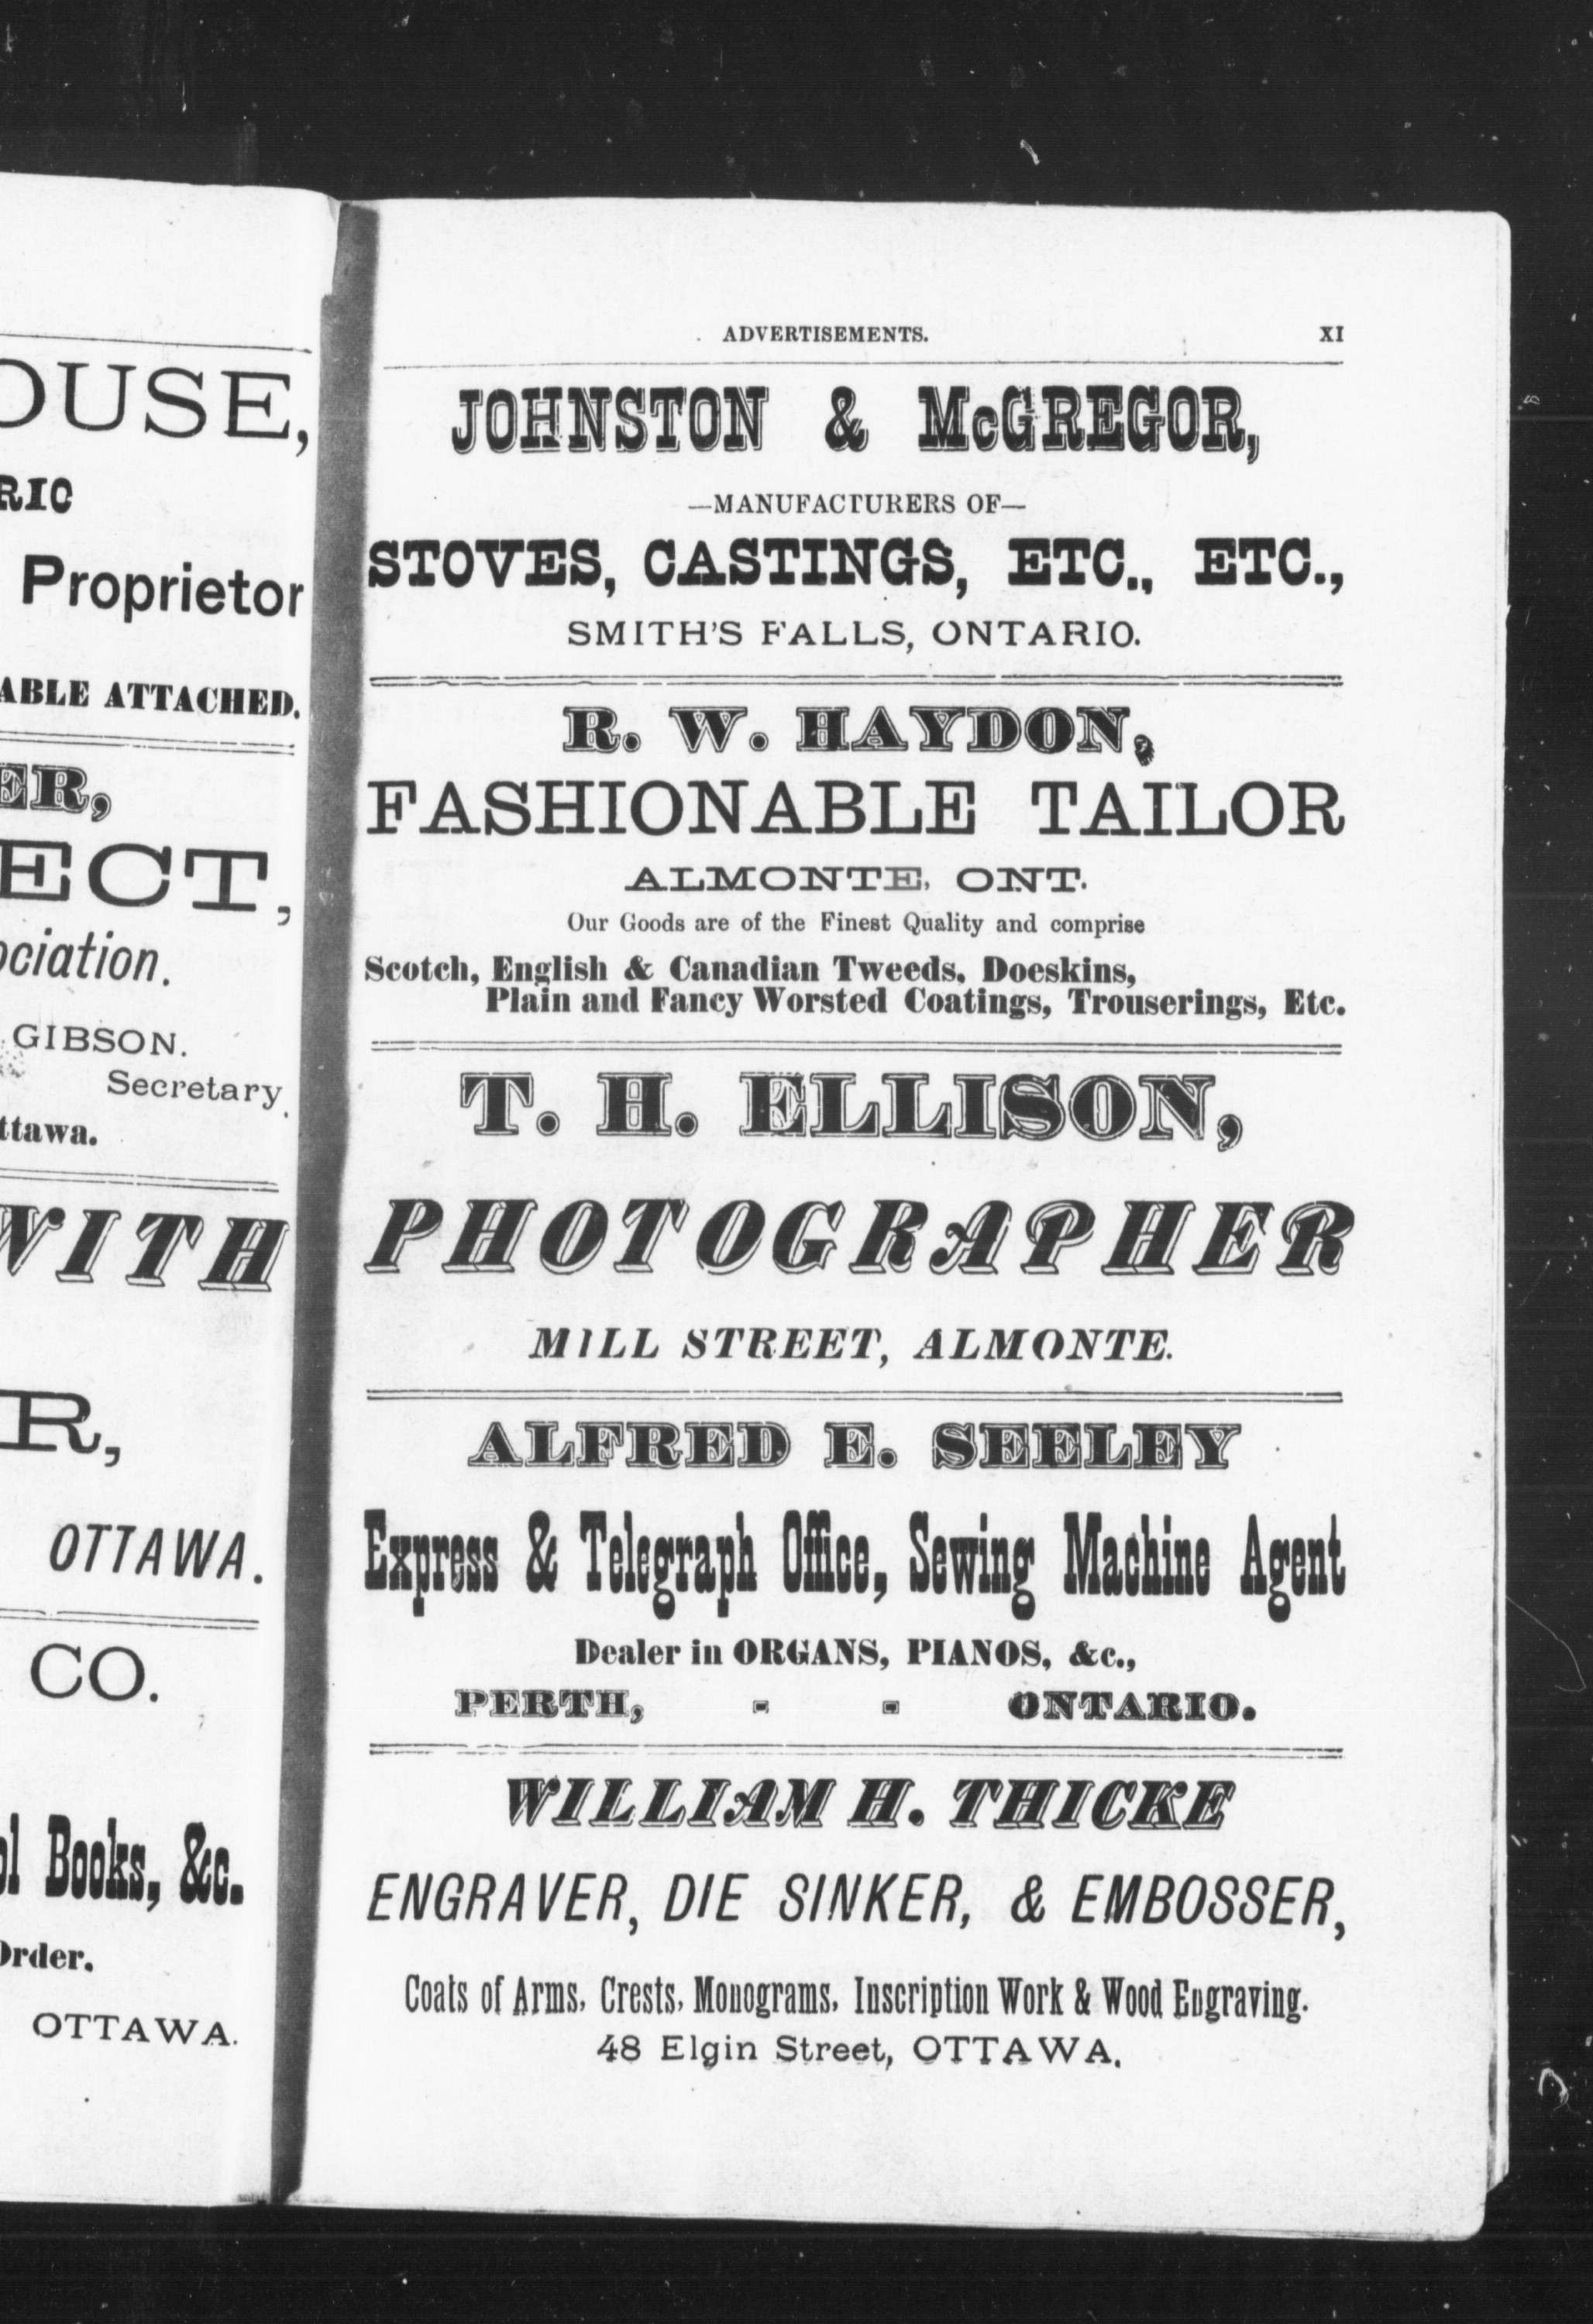 OUSE,
RIC
Proprietor
ABLE ATTACHED.
ER,
ECT,
ociation.
GIBSON.
Secretary.
ttawa.
WITH
R,
OTTAWA.
CO.
ol Books, &c.
Order.
OTTAWA.
ADVERTISEMENTS. XI
JOHNSTON & McGREGOR,
—MANUFACTURERS OF—
STOVES, CASTINGS, ETC., ETC.,
SMITH'S FALLS, ONTARIO.
R. W. HAYDON,
FASHIONABLE TAILOR
ALMONTE, ONT.
Our Goods are of the Finest Quality and comprise
Scotch, English & Canadian Tweeds, Doeskins,
Plain and Fancy Worsted Coatings, Trouserings, Etc.
T. H. ELLISON,
PHOTOGRAPHER
MILL STREET, ALMONTE.
ALFRED E. SEELEY
Express & Telegraph Office, Sewing Machine Agent
Dealer in ORGANS, PIANOS, &c.,
PERTH, - - ONTARIO.
WILLIAM H. THICKE
ENGRAVER, DIE SINKER, & EMBOSSER,
Coats of Arms, Crests, Monograms, Inscription Work & Wood Engraving.
48 Elgin Street, OTTAWA.